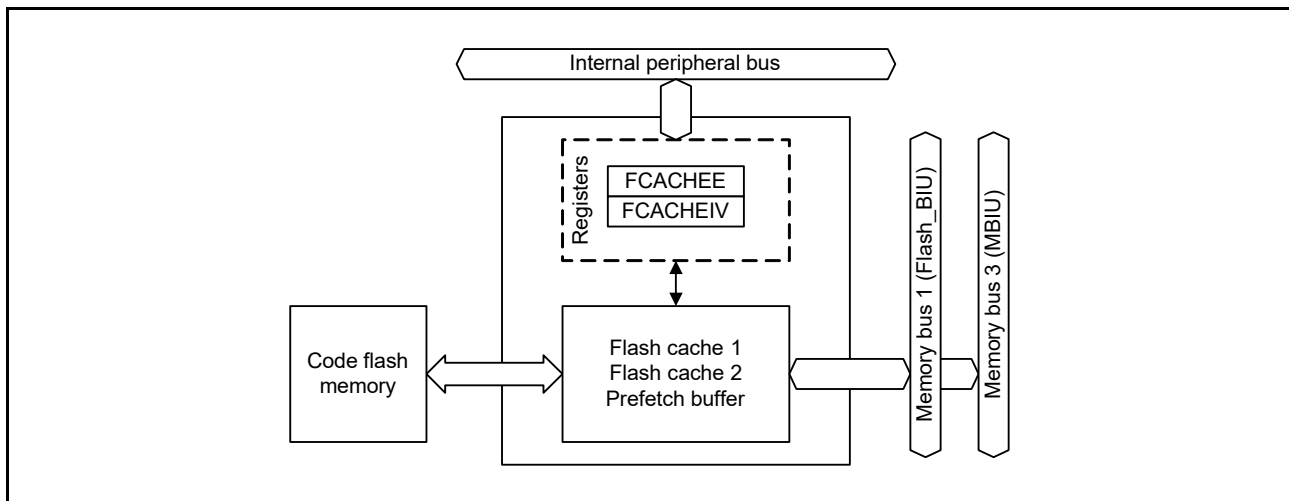 Internal peripheral bus
Registers
FCACHEE
FCACHEIV
Code flash
memory
Flash cache 1
Flash cache 2
Prefetch buffer
Memory bus 1 (Flash_BIU)
Memory bus 3 (MBIU)